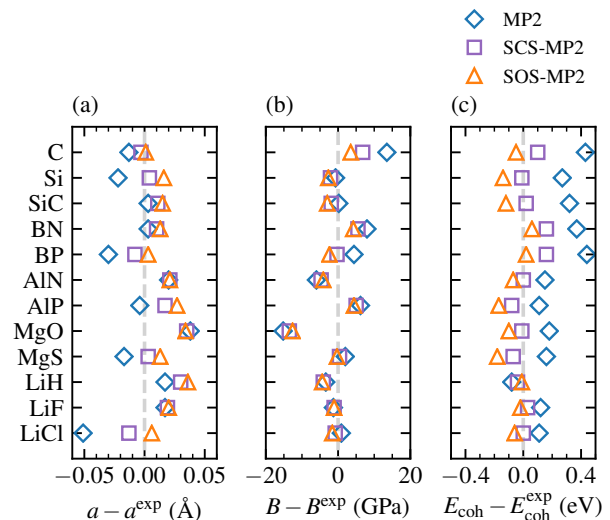 MP2
SCS-MP2
SOS-MP2
(a) (b) (c)
C
Si
SiC
BN
BP
AlN
AlP
MgO
MgS
LiH
LiF
LiCl
−0.05 0.00 0.05 −20 0 20 −0.4 0.0 0.4
a − a^exp (Å) B − B^exp (GPa) E_coh − E_coh^exp (eV)